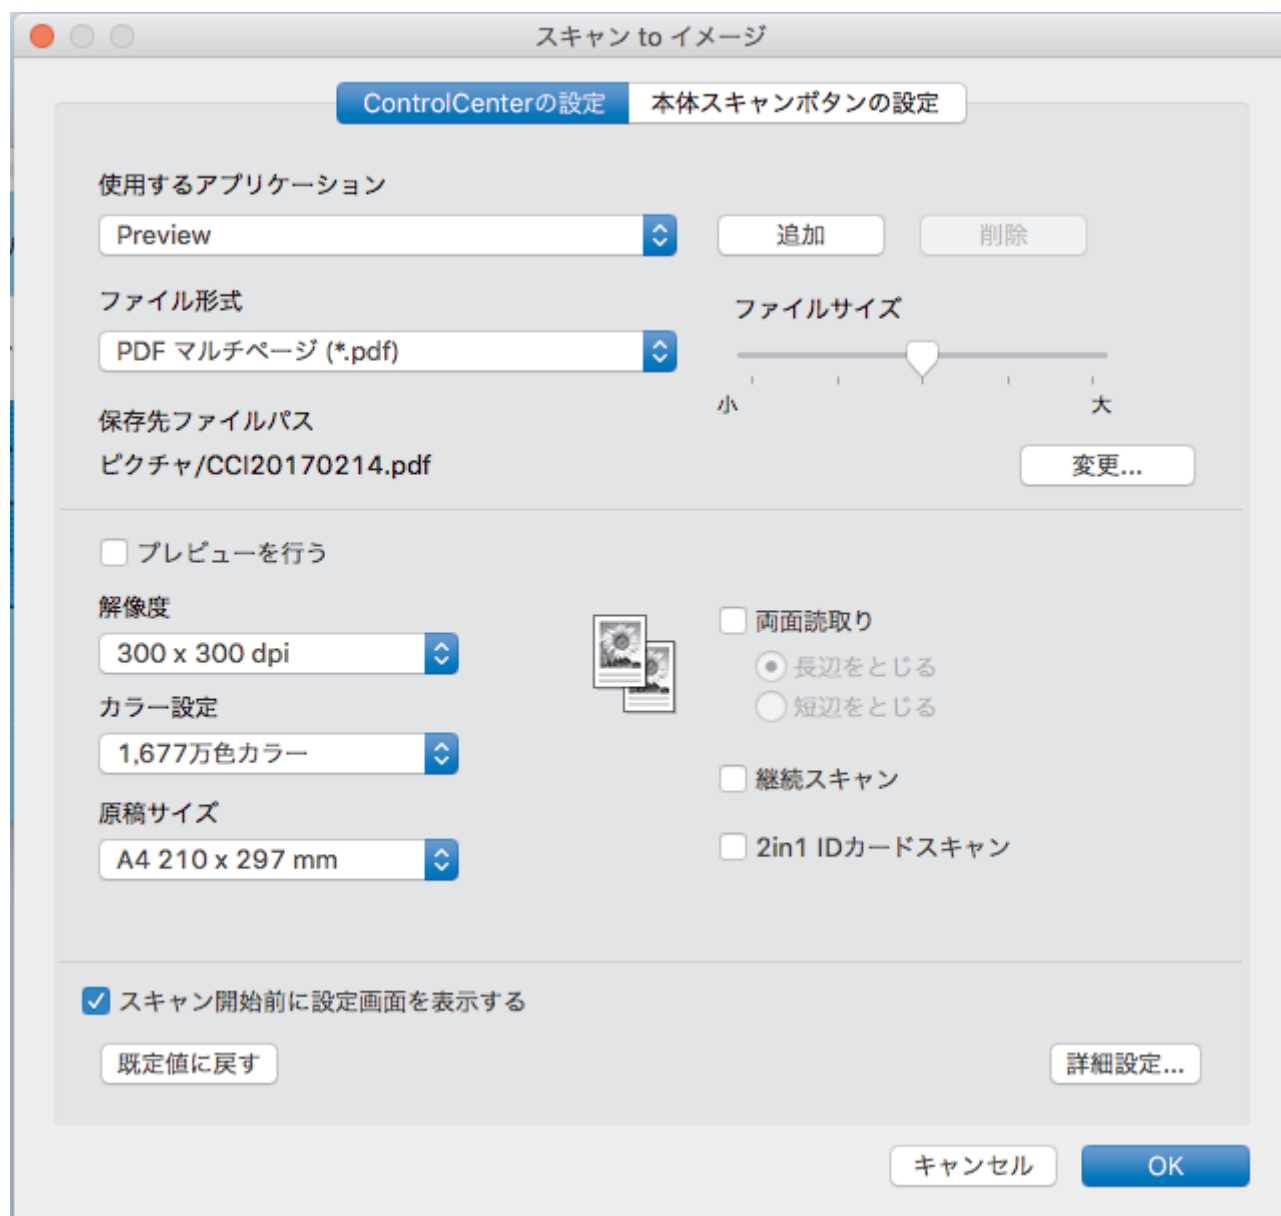 スキャン to イメージ
ControlCenterの設定 本体スキャンボタンの設定
使用するアプリケーション
Preview 追加 削除
ファイル形式 ファイルサイズ
PDF マルチページ (*.pdf)
小 大
保存先ファイルパス
ピクチャ/CCI20170214.pdf 変更...
プレビューを行う
解像度
300 x 300 dpi
両面読取り
長辺をとじる
短辺をとじる
カラー設定
1,677万色カラー
継続スキャン
原稿サイズ
A4 210 x 297 mm
2in1 IDカードスキャン
スキャン開始前に設定画面を表示する
既定値に戻す 詳細設定...
キャンセル OK